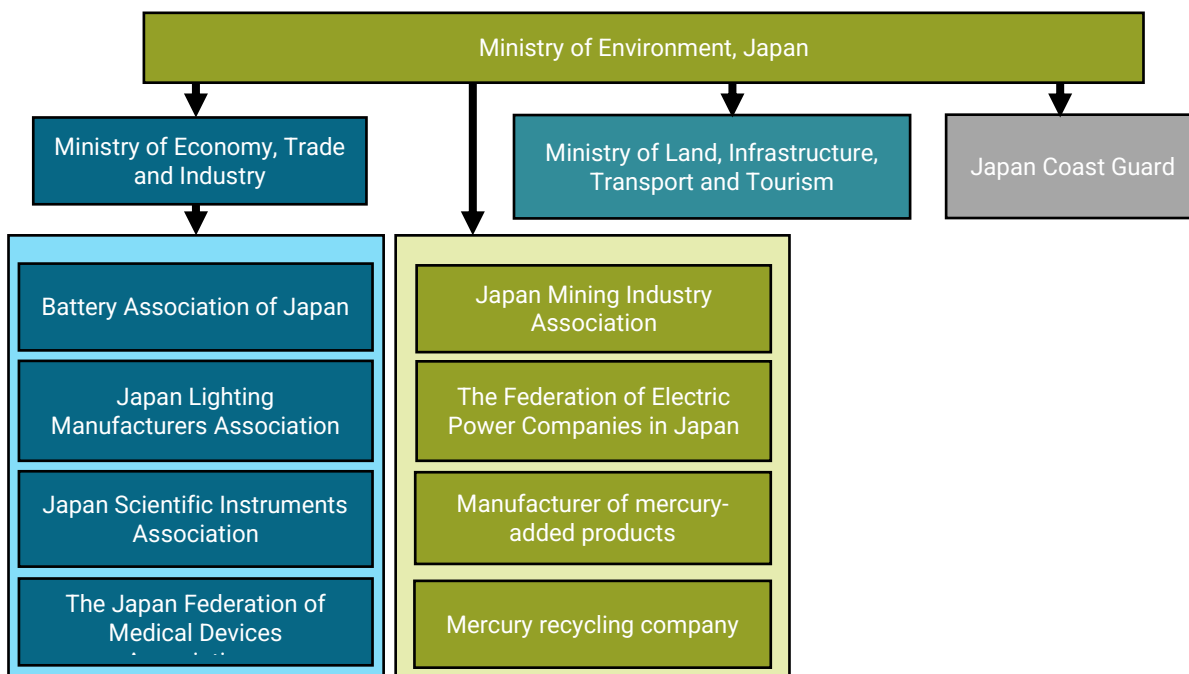 Ministry of Environment, Japan
Ministry of Economy, Trade
and Industry
Ministry of Land, Infrastructure,
Transport and Tourism
Japan Coast Guard
Battery Association of Japan
Japan Lighting
Manufacturers Association
Japan Scientific Instruments
Association
The Japan Federation of
Medical Devices
Japan Mining Industry
Association
The Federation of Electric
Power Companies in Japan
Manufacturer of mercury-
added products
Mercury recycling company